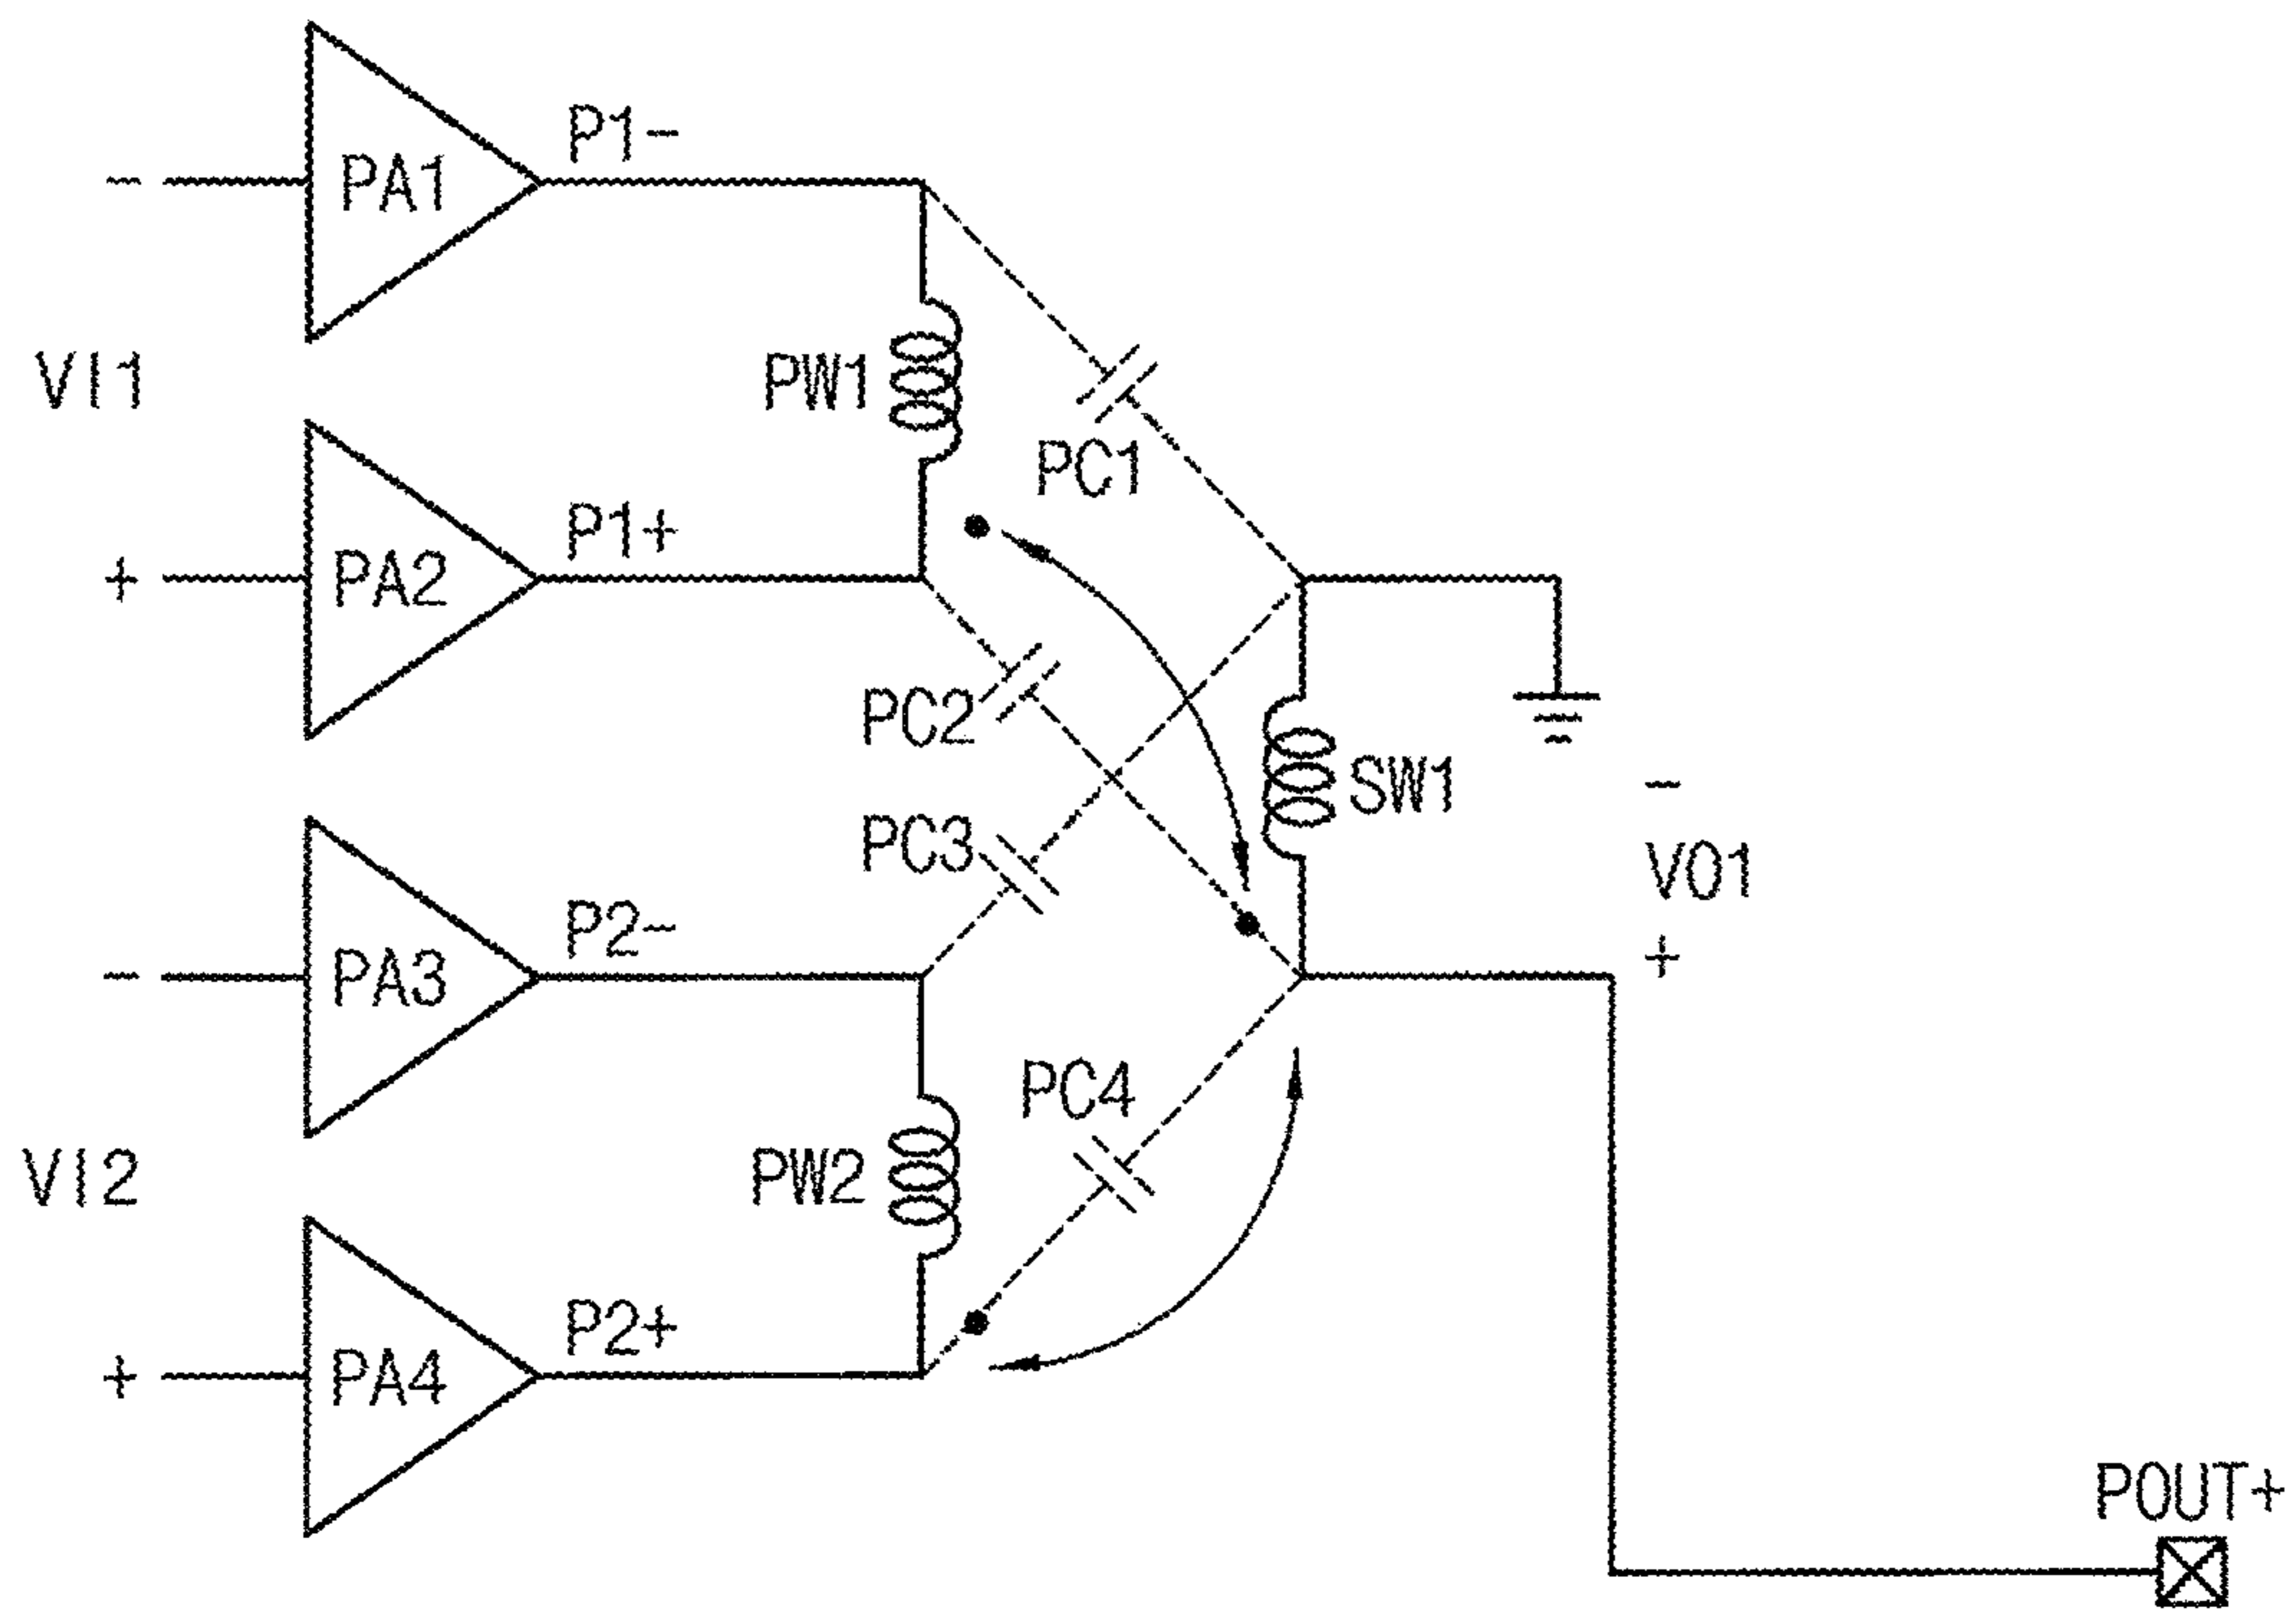 P1-
- PA1
VI1 PW1
PC1
P1+
+ PA2
PC2
SW1 -
PC3 VO1
P2- +
- PA3
PC4
VI2 PW2
P2+
+ PA4
POUT+